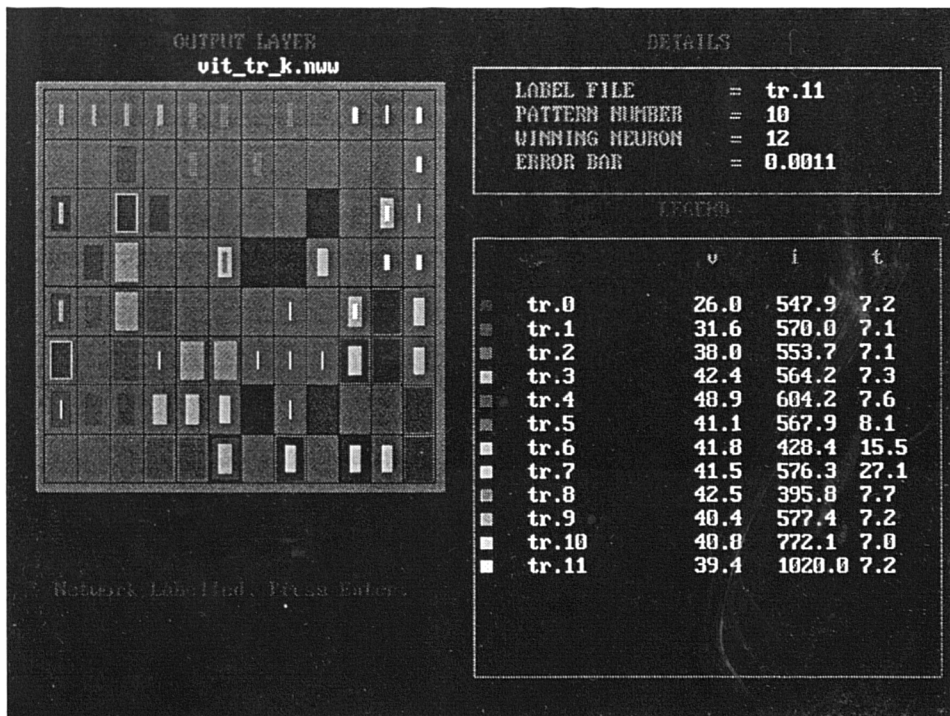 OUTPUT LAYER
vit_tr_k.nww
DETAILS
LABEL FILE = tr.11
PATTERN NUMBER = 10
WINNING NEURON = 12
ERROR BAR = 0.0011
LEGEND
v i t
tr.0 26.0 547.9 7.2
tr.1 31.6 570.0 7.1
tr.2 38.0 553.7 7.1
tr.3 42.4 564.2 7.3
tr.4 48.9 604.2 7.6
tr.5 41.1 567.9 8.1
tr.6 41.8 428.4 15.5
tr.7 41.5 576.3 27.1
tr.8 42.5 395.8 7.7
tr.9 40.4 577.4 7.2
tr.10 40.8 772.1 7.0
tr.11 39.4 1020.0 7.2
Network Labelled. Press Enter.